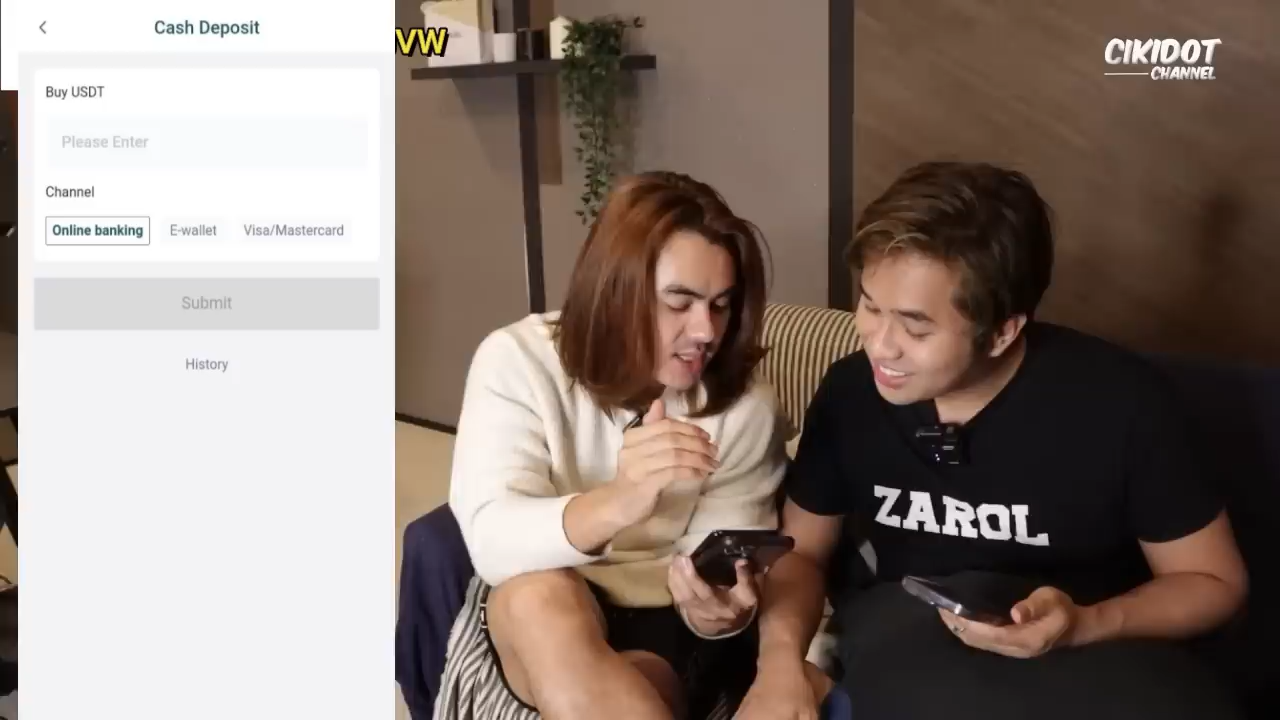 Cash Deposit
Buy USDT
Please Enter
Channel
Online banking
E-wallet
Visa/Mastercard
Submit
History
VW
CIKIDOT
CHANNEL
ZAROL